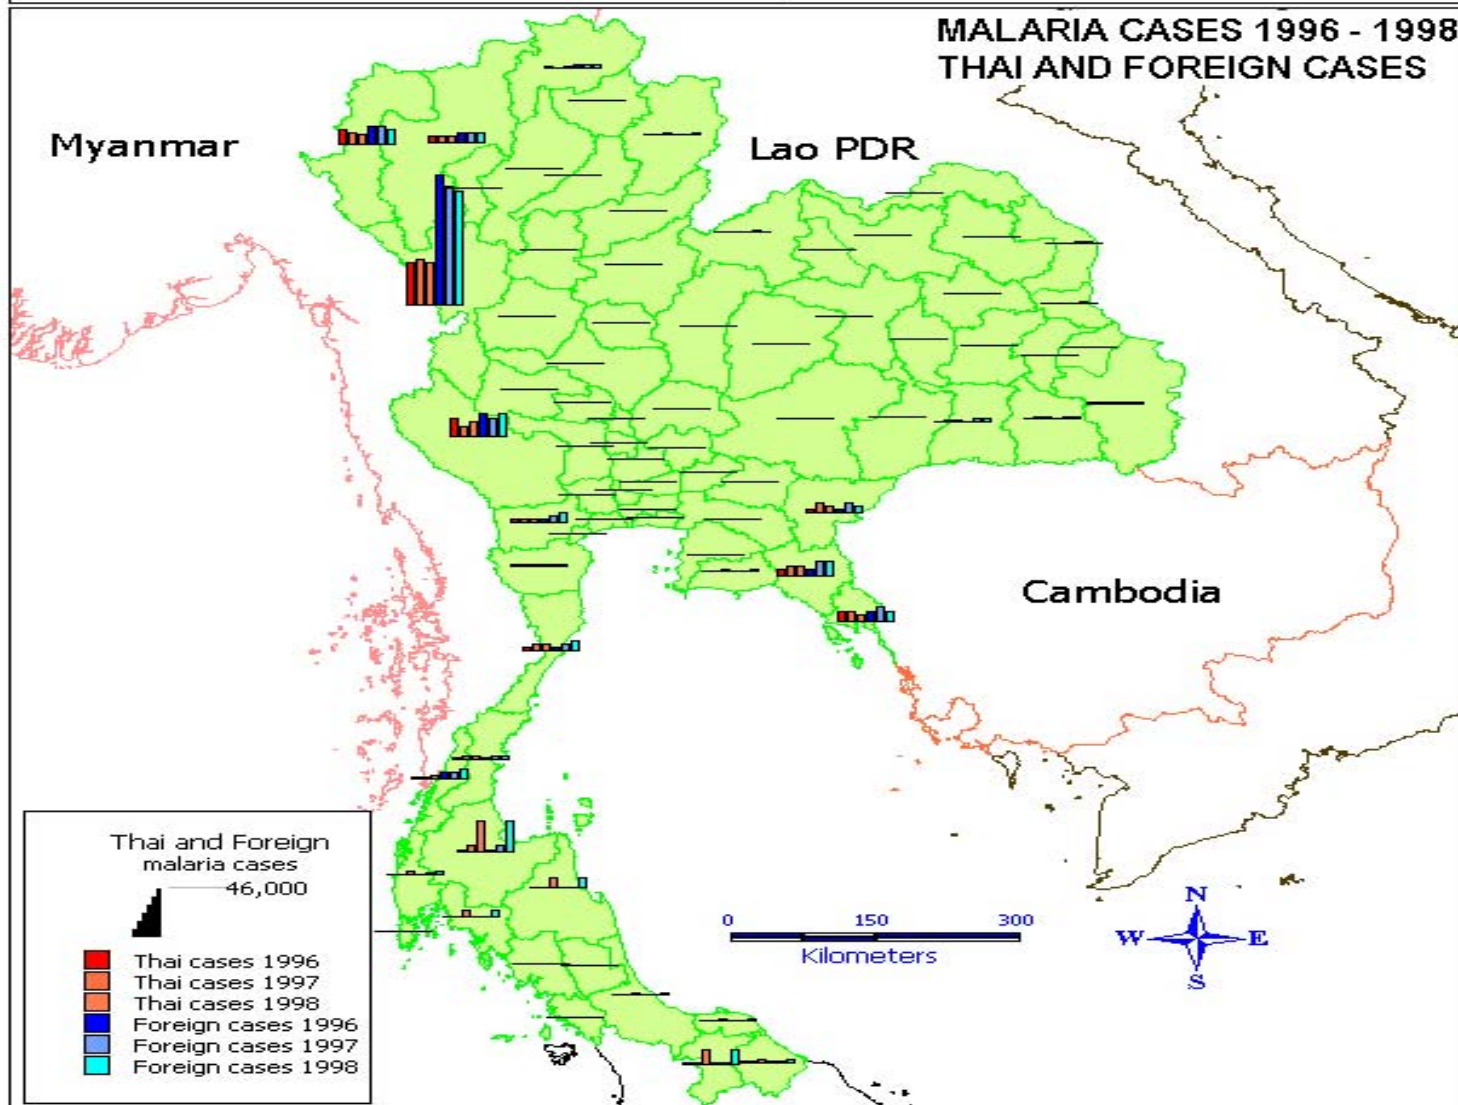 MALARIA CASES 1996 - 1998
THAI AND FOREIGN CASES
Myanmar
Lao PDR
Cambodia
Thai and Foreign
malaria cases
46,000
Thai cases 1996
Thai cases 1997
Thai cases 1998
Foreign cases 1996
Foreign cases 1997
Foreign cases 1998
0 150 300
Kilometers
N
W E
S